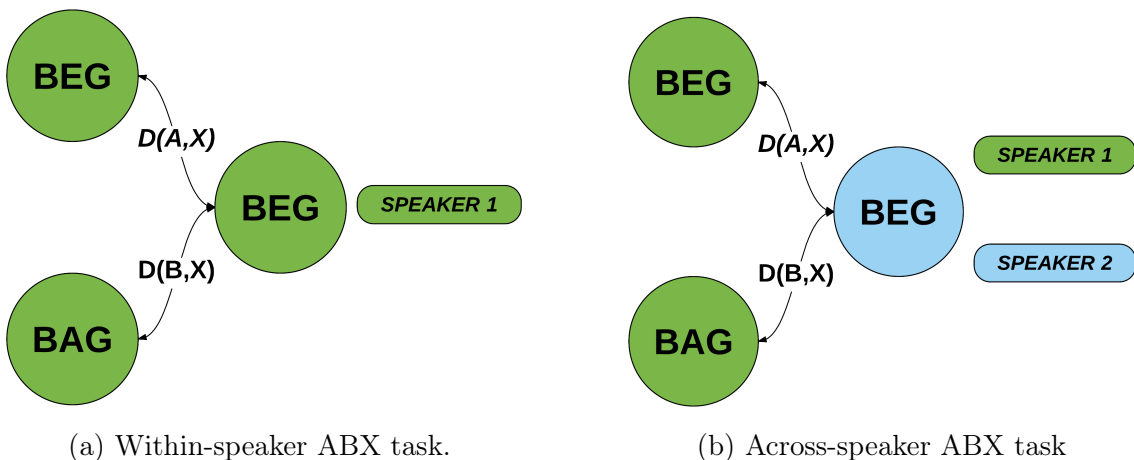 BEG
D(A,X)
BEG
SPEAKER 1
D(B,X)
BAG
(a) Within-speaker ABX task.
BEG
D(A,X)
SPEAKER 1
BEG
SPEAKER 2
D(B,X)
BAG
(b) Across-speaker ABX task